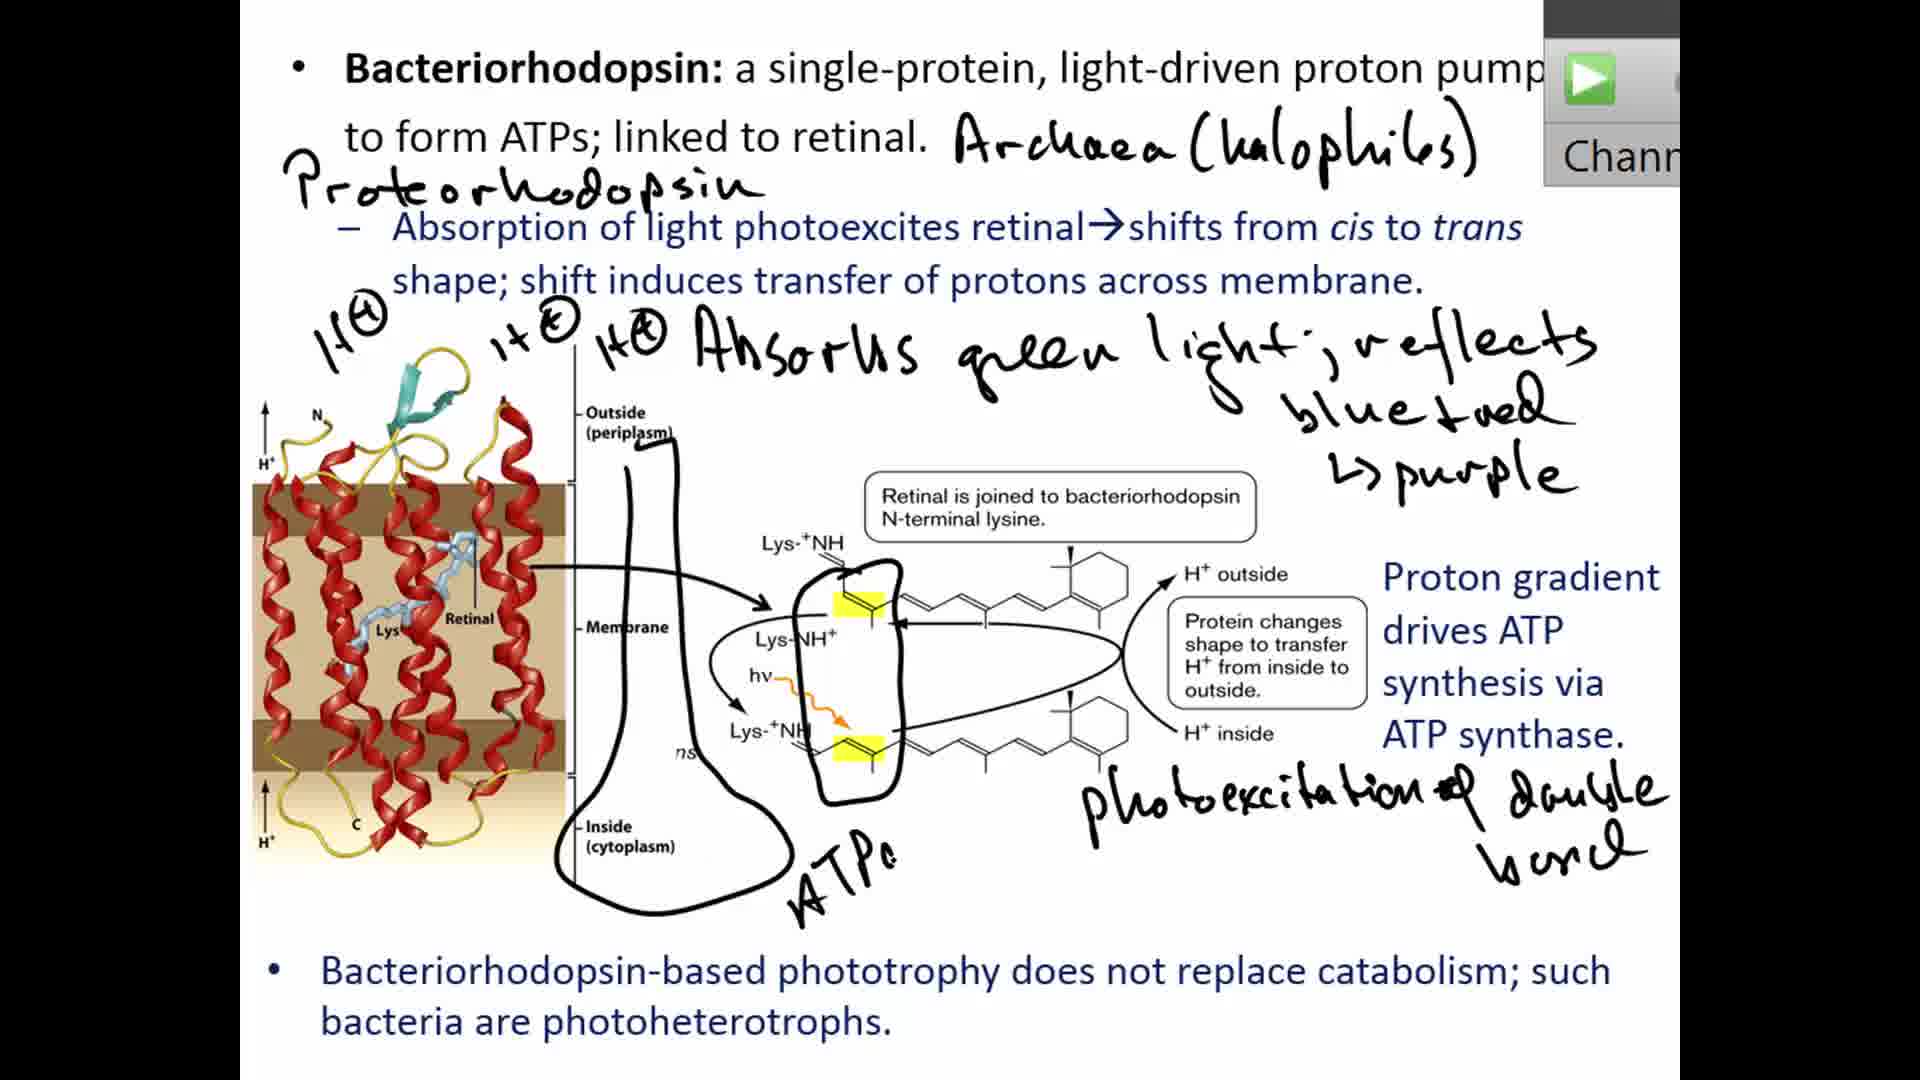 • Bacteriorhodopsin: a single-protein, light-driven proton pump
to form ATPs; linked to retinal. Archaea (halophiles)
Proteorhodopsin
– Absorption of light photoexcites retinal→shifts from cis to trans
shape; shift induces transfer of protons across membrane.
H⊕ H⊕ H⊕ Absorbs green light; reflects
blue + red
↳ purple
Chann
Outside
(periplasm)
N
H⁺
Retinal is joined to bacteriorhodopsin
N-terminal lysine.
Lys-⁺NH
H⁺ outside
Retinal
Lys
Membrane
Lys-NH⁺
hν
Protein changes
shape to transfer
H⁺ from inside to
outside.
Lys-⁺NH
ns
H⁺ inside
Proton gradient
drives ATP
synthesis via
ATP synthase.
photoexcitation of double
bond
C
H⁺
Inside
(cytoplasm)
• Bacteriorhodopsin-based phototrophy does not replace catabolism; such
bacteria are photoheterotrophs.